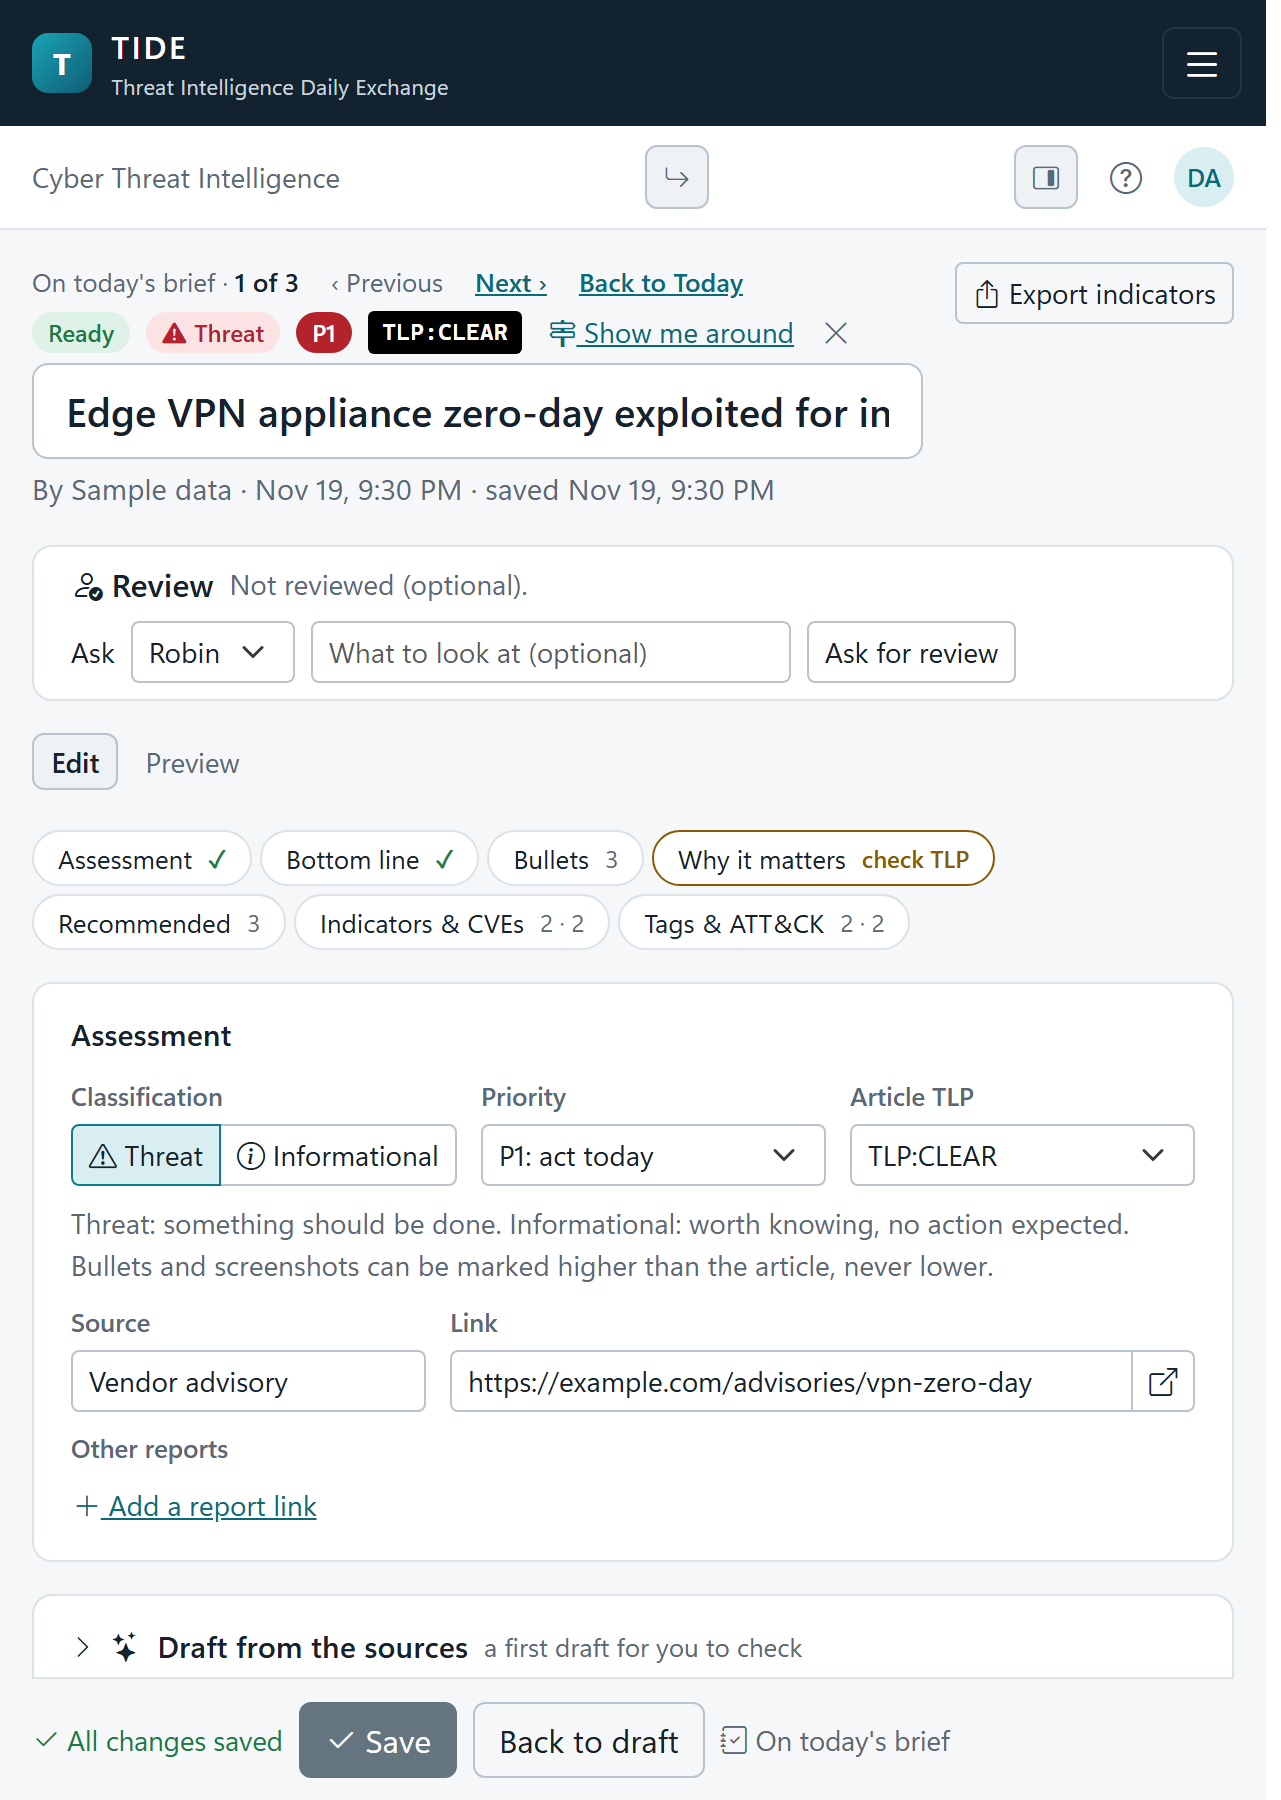 T
TIDE
Threat Intelligence Daily Exchange
Cyber Threat Intelligence
DA
On today's brief · 1 of 3 ‹ Previous Next › Back to Today
Export indicators
Ready Threat P1 TLP:CLEAR Show me around
Edge VPN appliance zero-day exploited for in
By Sample data · Nov 19, 9:30 PM · saved Nov 19, 9:30 PM
Review Not reviewed (optional).
Ask Robin What to look at (optional) Ask for review
Edit Preview
Assessment ✓ Bottom line ✓ Bullets 3 Why it matters check TLP
Recommended 3 Indicators & CVEs 2 · 2 Tags & ATT&CK 2 · 2
Assessment
Classification Priority Article TLP
Threat Informational P1: act today TLP:CLEAR
Threat: something should be done. Informational: worth knowing, no action expected.
Bullets and screenshots can be marked higher than the article, never lower.
Source Link
Vendor advisory https://example.com/advisories/vpn-zero-day
Other reports
+ Add a report link
Draft from the sources a first draft for you to check
✓ All changes saved ✓ Save Back to draft On today's brief